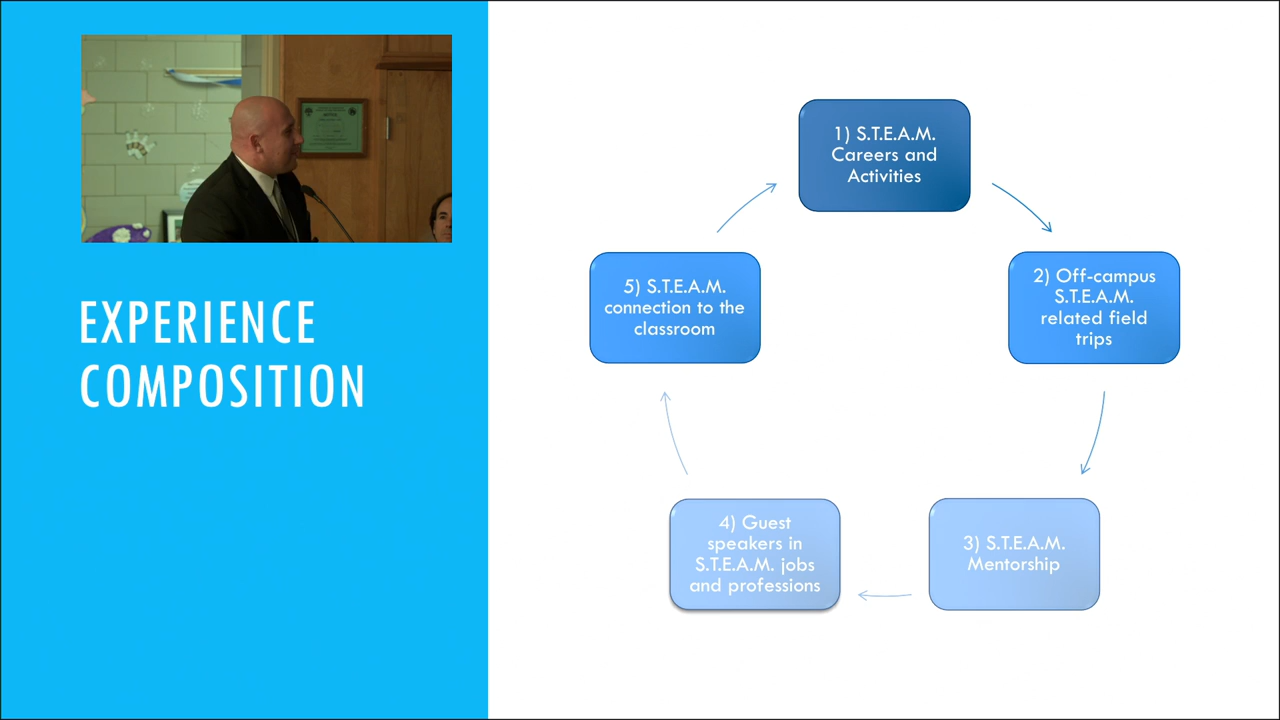 EXPERIENCE
COMPOSITION
1) S.T.E.A.M.
Careers and
Activities
2) Off-campus
S.T.E.A.M.
related field
trips
3) S.T.E.A.M.
Mentorship
4) Guest
speakers in
S.T.E.A.M. jobs
and professions
5) S.T.E.A.M.
connection to the
classroom